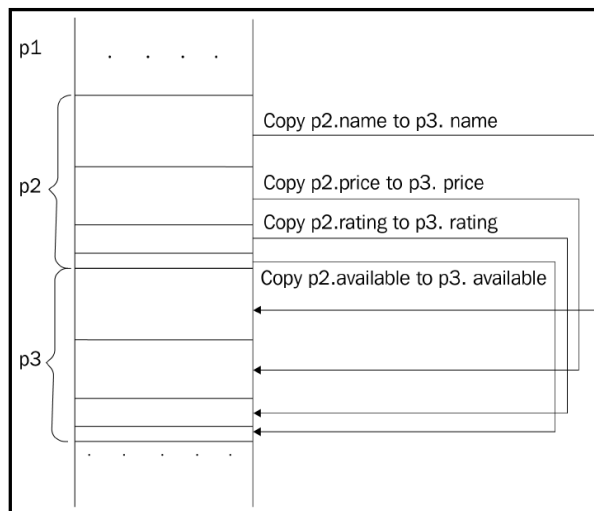 p1
Copy p2.name to p3. name
p2
Copy p2.price to p3. price
Copy p2.rating to p3. rating
Copy p2.available to p3. available
p3